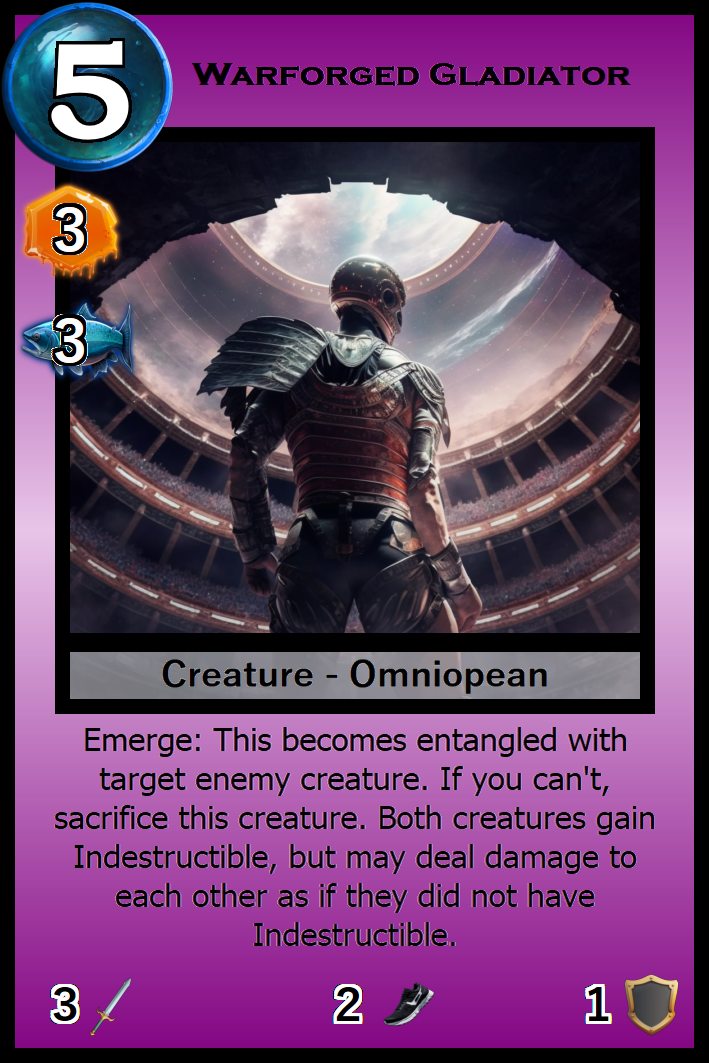 5
Warforged Gladiator
3
3
Creature - Omniopean
Emerge: This becomes entangled with
target enemy creature. If you can't,
sacrifice this creature. Both creatures gain
Indestructible, but may deal damage to
each other as if they did not have
Indestructible.
3 2 1